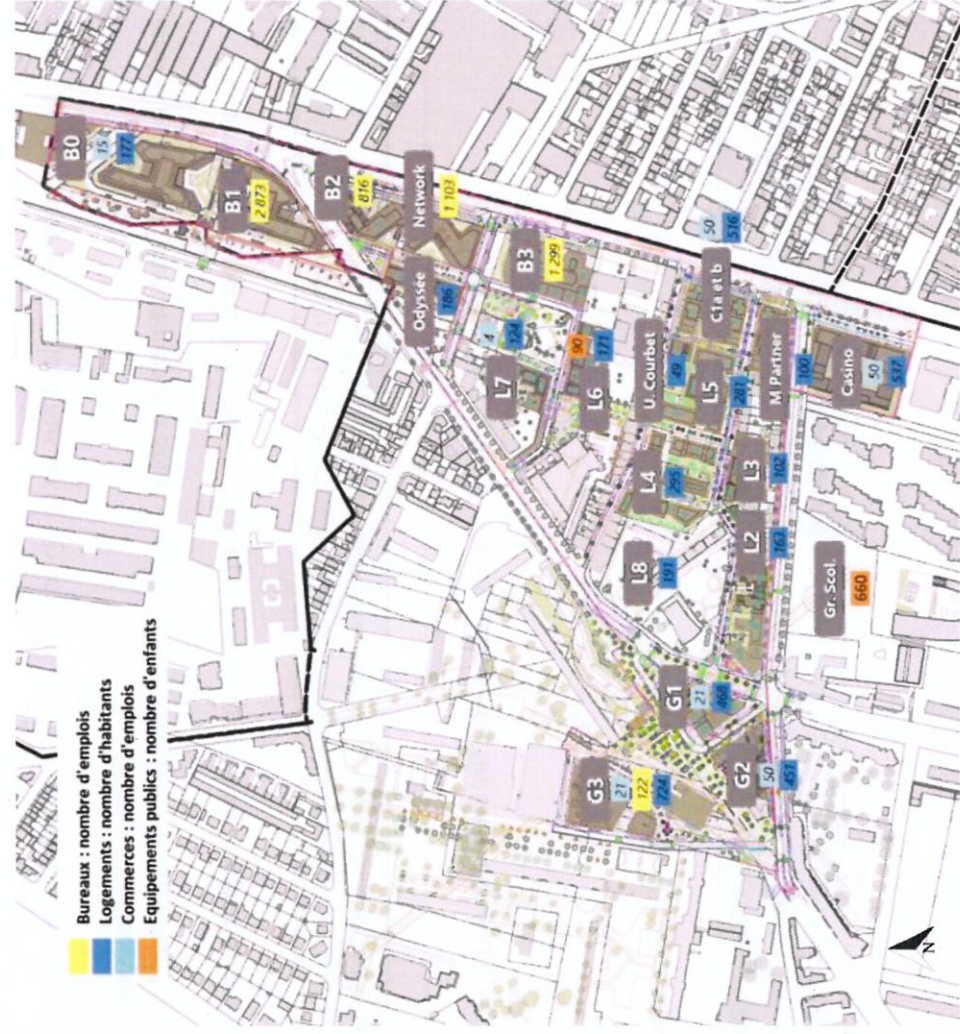 Bureaux : nombre d'emplois
Logements : nombre d'habitants
Commerces : nombre d'emplois
Equipements publics : nombre d'enfants
B0
15
177
B1
2 873
B2
816
Network
1 103
Odyssée
186
B3
1 299
L7
4
124
L6
90
171
U. Courbet
49
C1a et b
50
516
L5
281
M. Partner
100
Casino
50
537
L4
295
L3
102
L2
163
L8
191
Gr. Scol.
660
G1
21
468
G3
21
122
724
G2
50
451
N